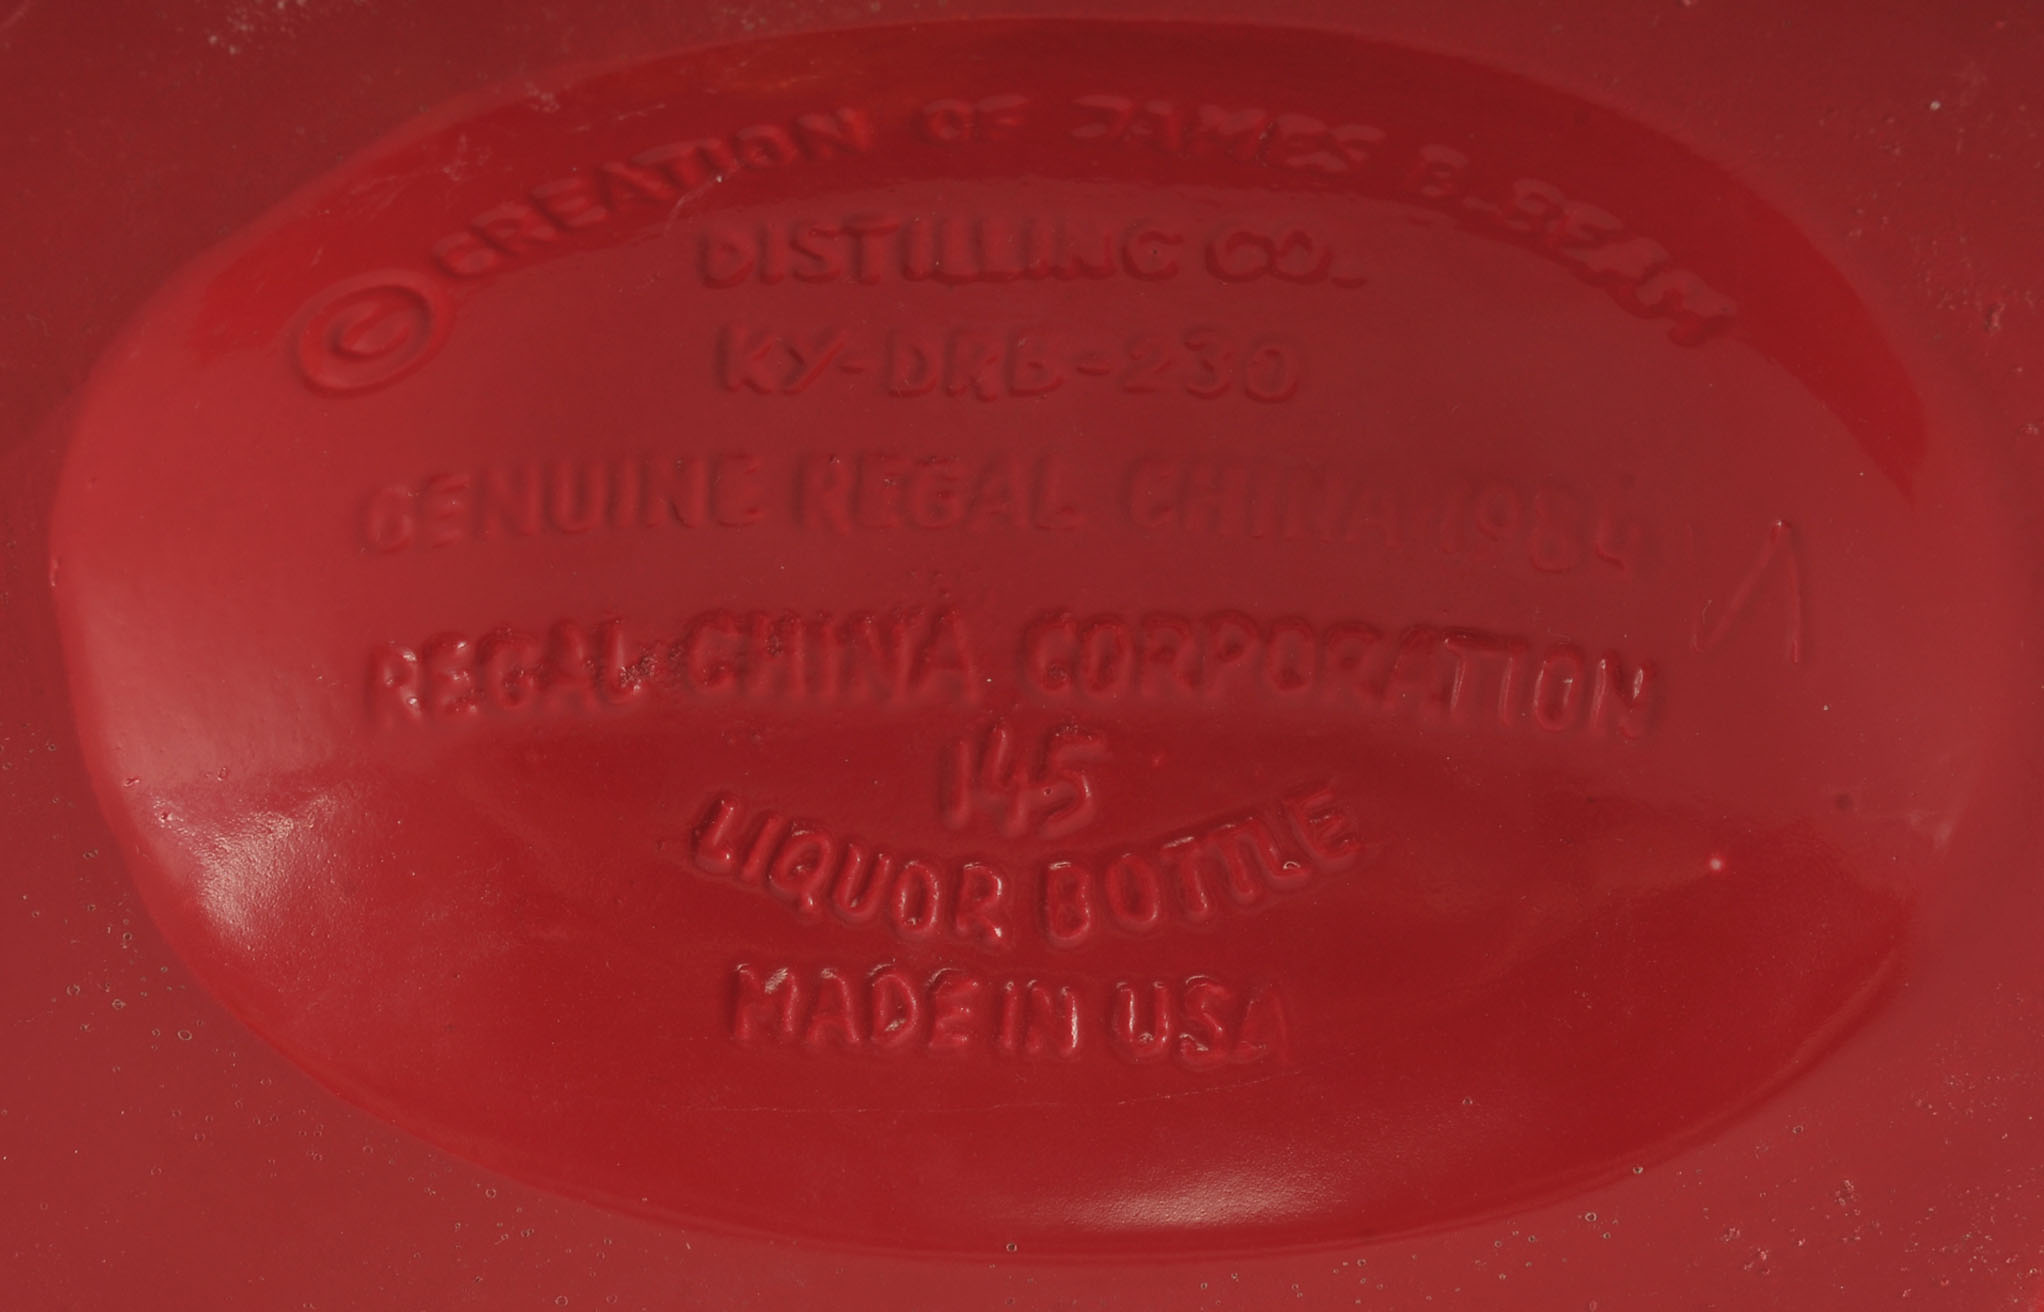 © CREATION OF JAMES B. BEAM
DISTILLING CO.
KY-DRB-230
GENUINE REGAL CHINA 1984
REGAL CHINA CORPORATION
145
LIQUOR BOTTLE
MADE IN USA